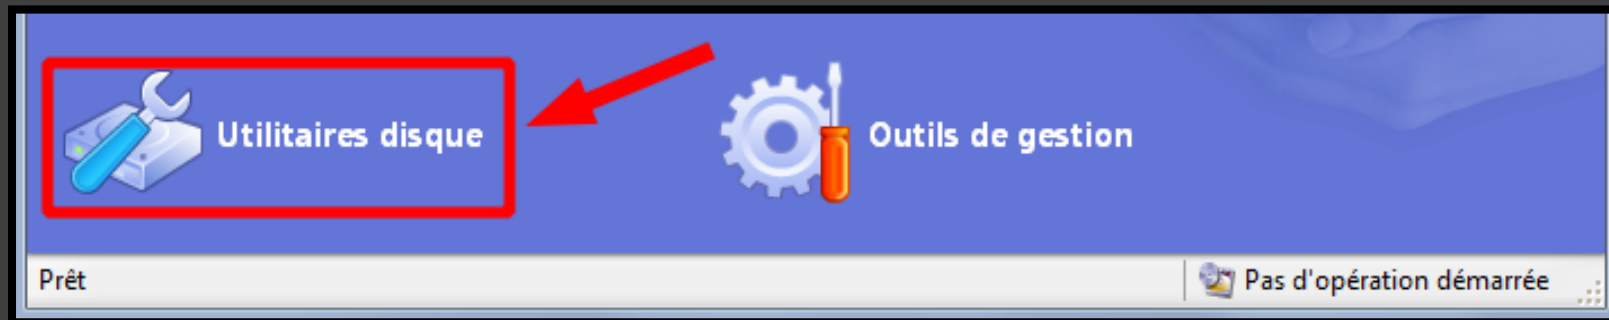 Utilitaires disque
Outils de gestion
Prêt
Pas d'opération démarrée